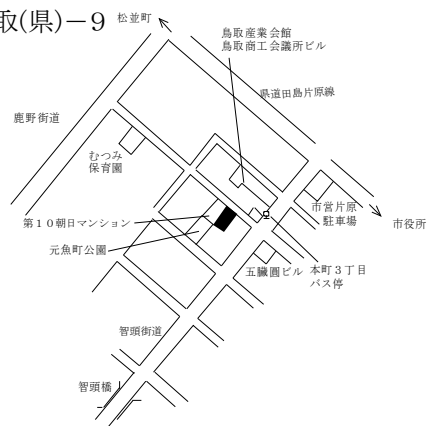 取(県)－9
松並町
鳥取産業会館
鳥取商工会議所ビル
県道田島片原線
鹿野街道
むつみ
保育園
市営片原
駐車場
市役所
第１０朝日マンション
元魚町公園
五臓圓ビル
本町３丁目
バス停
智頭街道
智頭橋